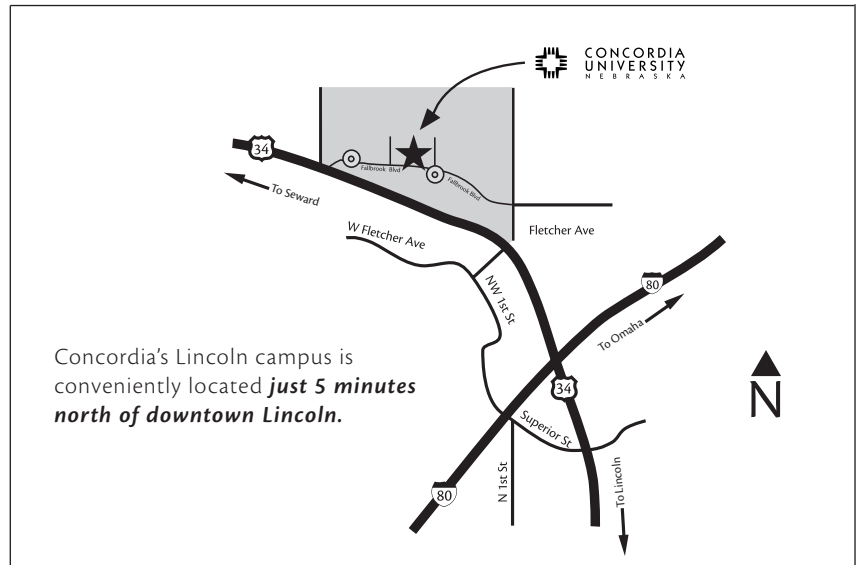 CONCORDIA
UNIVERSITY
NEBRASKA
34
Fallbrook Blvd
Fallbrook Blvd
To Seward
W Fletcher Ave
Fletcher Ave
80
NW 1st St
To Omaha
Concordia's Lincoln campus is
conveniently located just 5 minutes
north of downtown Lincoln.
34
N
Superior St
80
N 1st St
To Lincoln